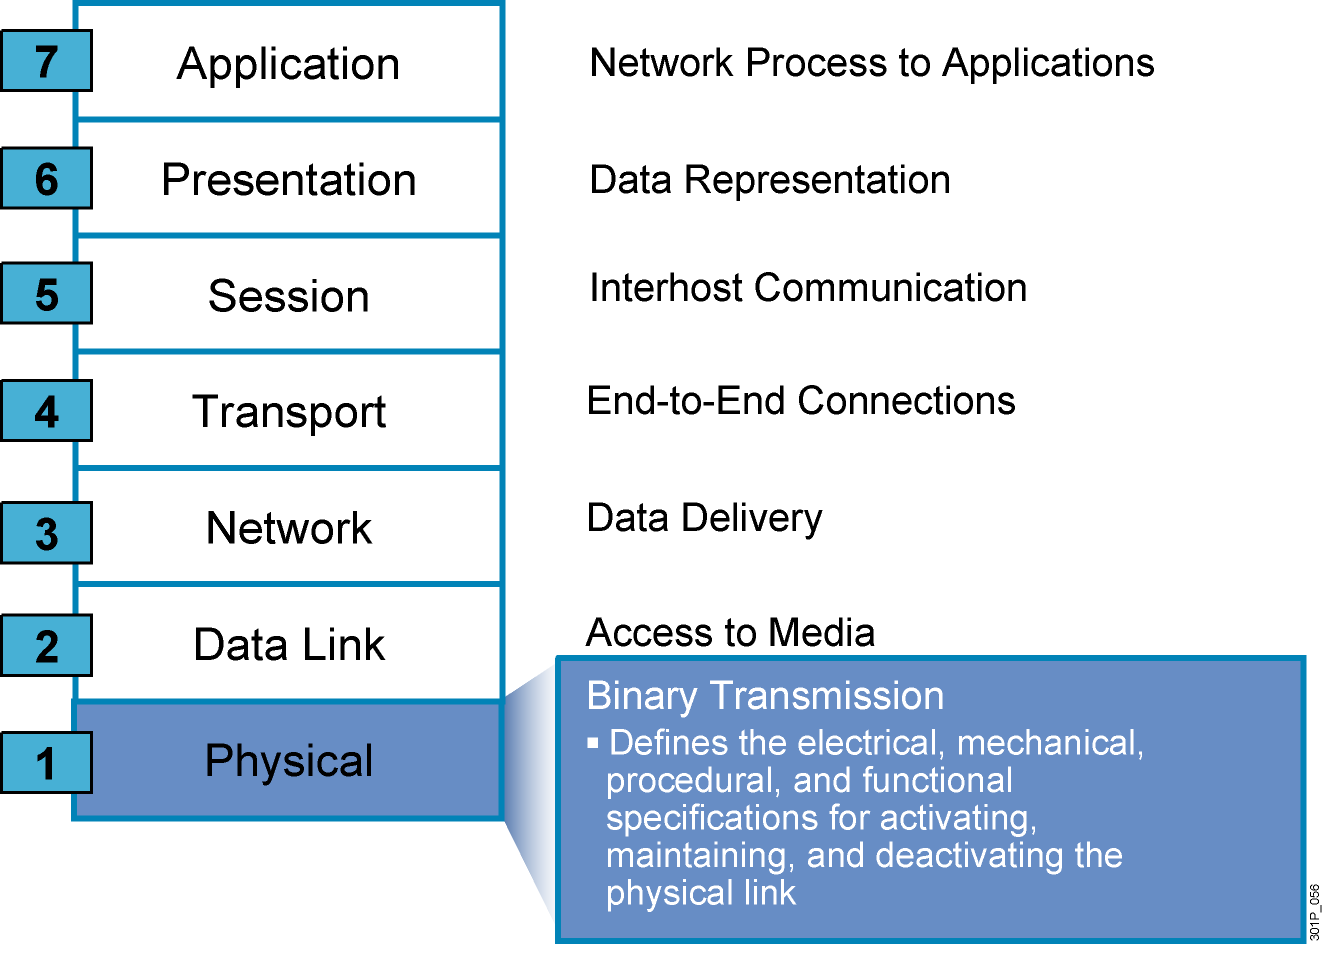 7 Application Network Process to Applications
6 Presentation Data Representation
5 Session Interhost Communication
4 Transport End-to-End Connections
3 Network Data Delivery
2 Data Link Access to Media
1 Physical
Binary Transmission
▪ Defines the electrical, mechanical,
procedural, and functional
specifications for activating,
maintaining, and deactivating the
physical link
301P_056